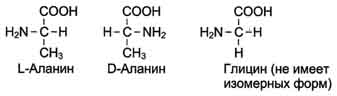 COOH
H₂N–C–H
CH₃
L-Аланин
COOH
H–C–NH₂
CH₃
D-Аланин
COOH
H₂N–C–H
H
Глицин (не имеет
изомерных форм)